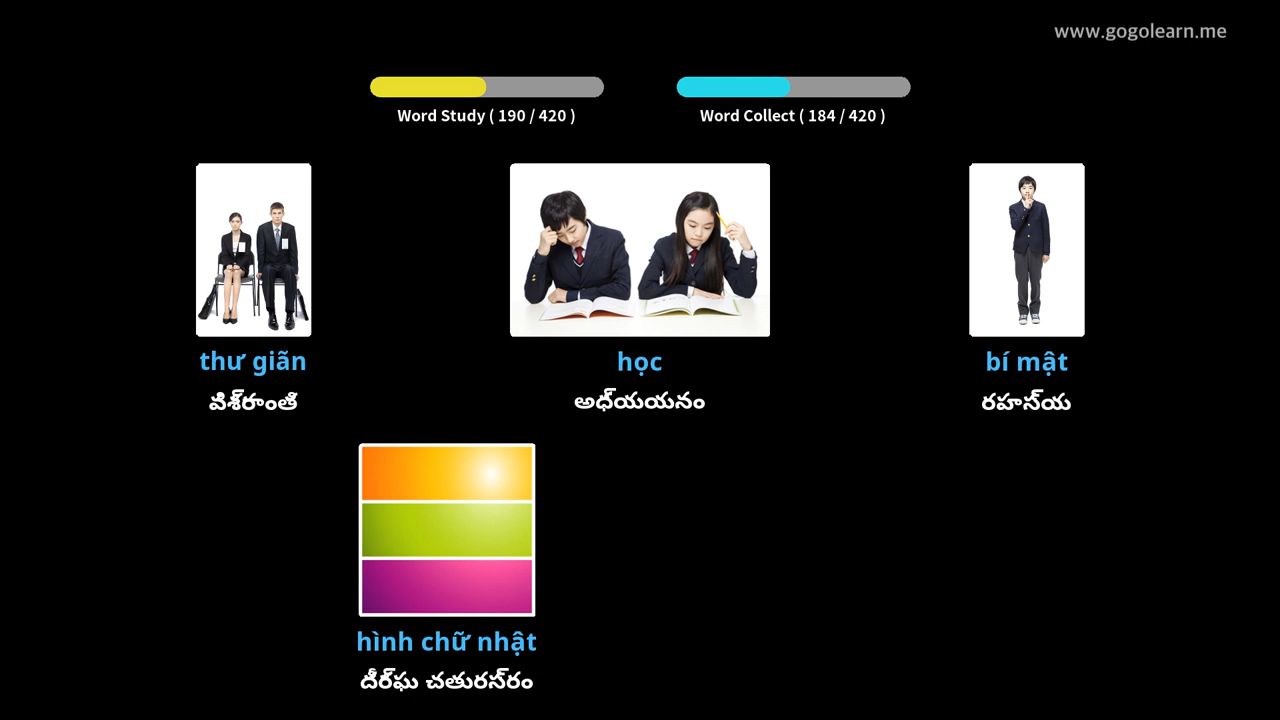 www.gogolearn.me
Word Study ( 190 / 420 )
Word Collect ( 184 / 420 )
thư giãn
học
bí mật
విశ్రాంతి
అధ్యయనం
రహస్య
hình chữ nhật
దీర్ఘ చతురస్రం